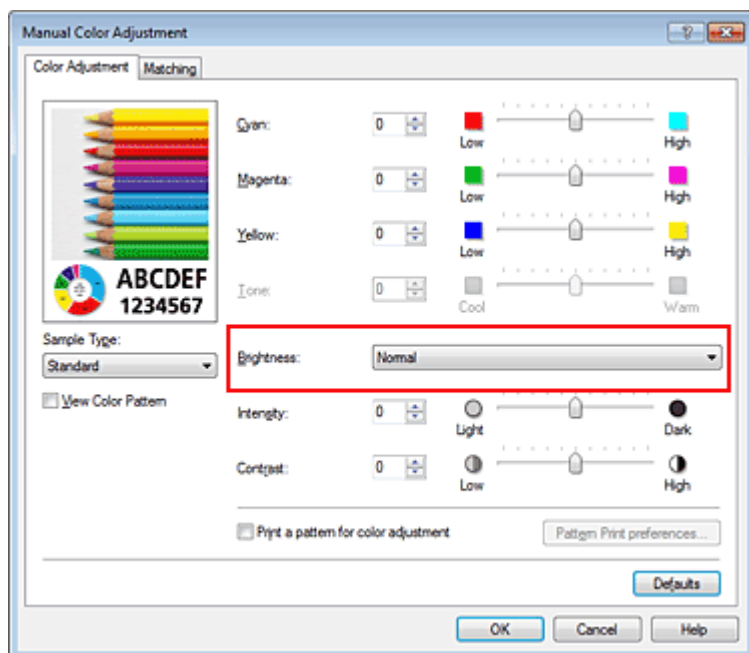 Manual Color Adjustment
Color Adjustment
Matching
ABCDEF
1234567
Sample Type:
Standard
View Color Pattern
Cyan: 0
Low High
Magenta: 0
Low High
Yellow: 0
Low High
Tone: 0
Cool Warm
Brightness: Normal
Intensity: 0
Light Dark
Contrast: 0
Low High
Print a pattern for color adjustment
Pattern Print preferences...
Defaults
OK Cancel Help